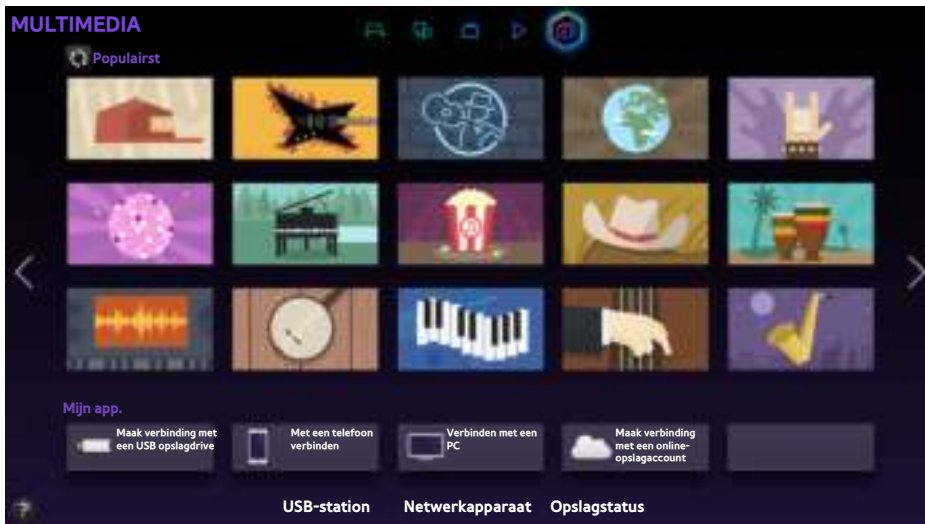 MULTIMEDIA
Populairst
Mijn app.
Maak verbinding met
een USB opslagdrive
Met een telefoon
verbinden
Verbinden met een
PC
Maak verbinding
met een online-
opslagaccount
?
USB-station Netwerkapparaat Opslagstatus